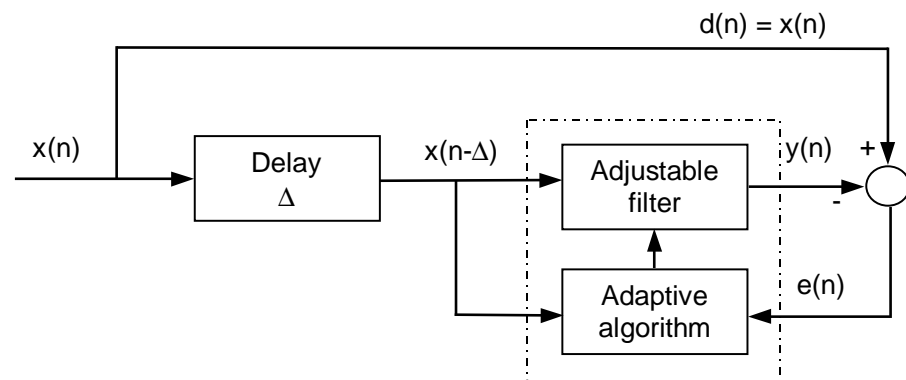 d(n) = x(n)
x(n)
Delay
Δ
x(n-Δ)
Adjustable
filter
y(n)
+
-
Adaptive
algorithm
e(n)